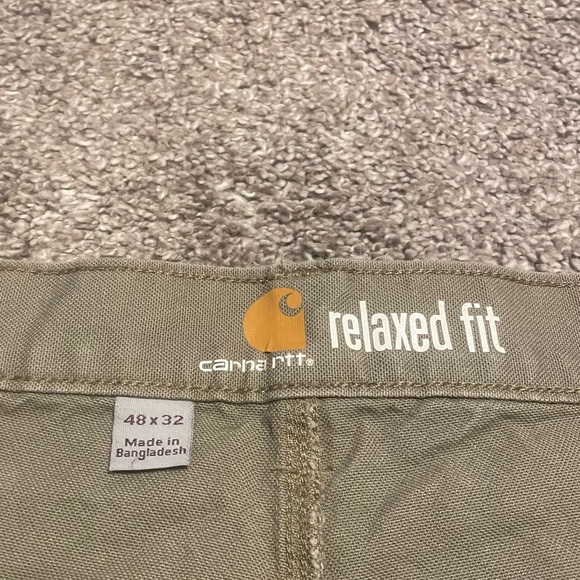 relaxed fit
carhartt®
48 x 32
Made in
Bangladesh